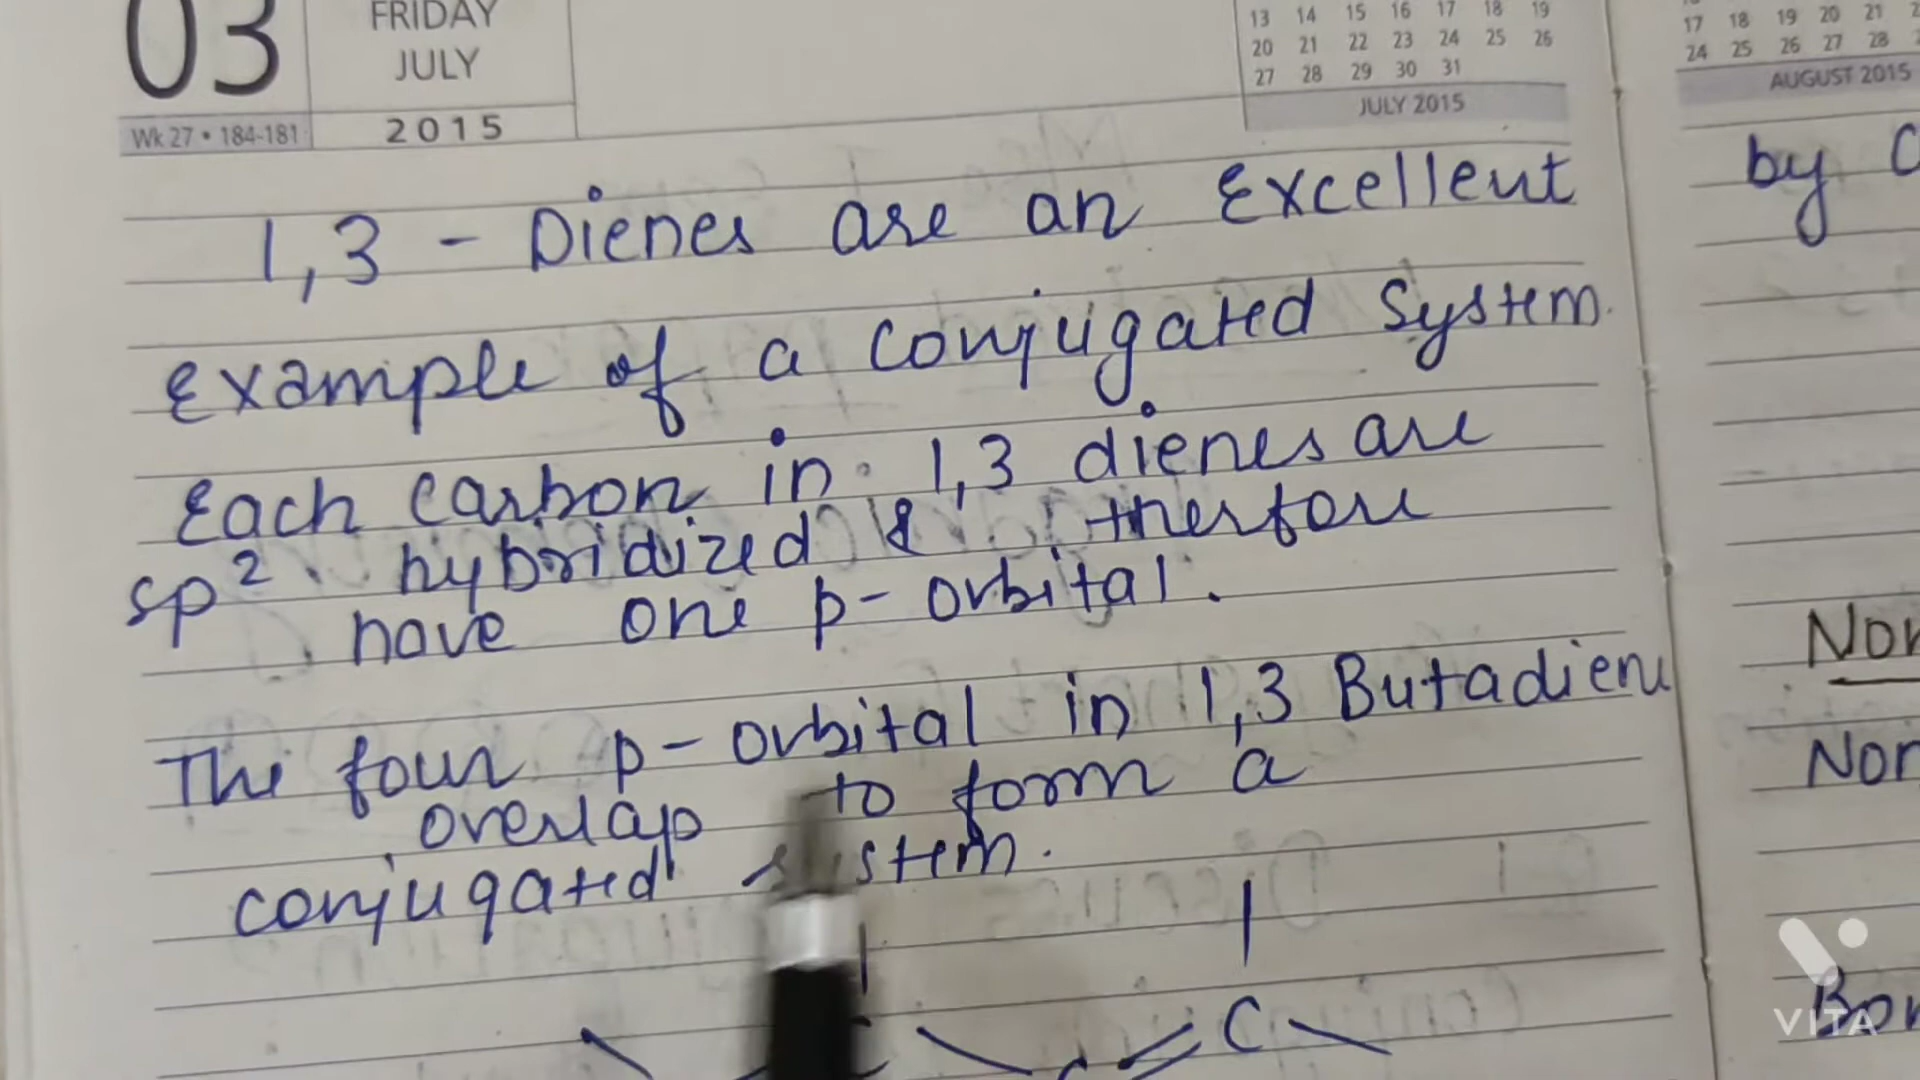 03
FRIDAY
JULY
Wk 27 • 184-181
2015
13 14 15 16 17 18 19
20 21 22 23 24 25 26
27 28 29 30 31
JULY 2015
17 18 19 20 21
24 25 26 27 28
AUGUST 2015
1,3 - Dienes are an Excellent
Example of a Conjugated System.
Each carbon in 1,3 dienes are
sp² hybridized & therfore
have one p-orbital.
The four p-orbital in 1,3 Butadiene
overlap to form a
conjugated system.
C
C
by
VITA